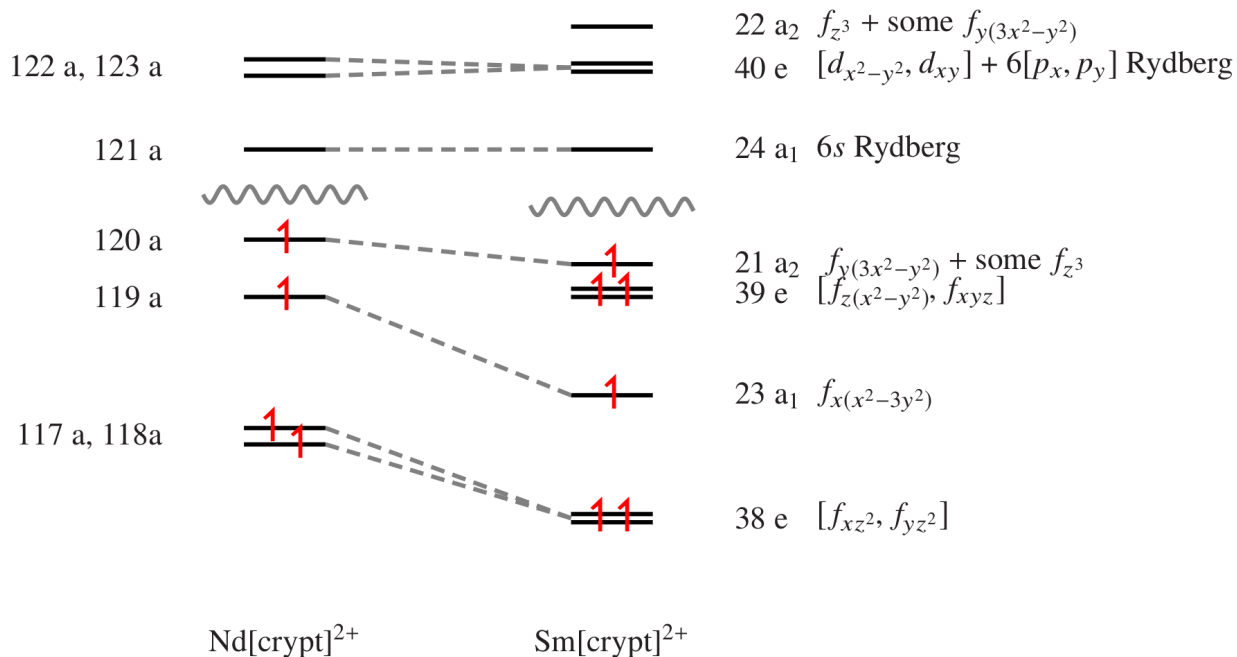 22 a₂ f_{z³} + some f_{y(3x²−y²)}
122 a, 123 a
40 e [d_{x²−y²}, d_{xy}] + 6[p_x, p_y] Rydberg
121 a
24 a₁ 6s Rydberg
120 a
21 a₂ f_{y(3x²−y²)} + some f_{z³}
119 a
39 e [f_{z(x²−y²)}, f_{xyz}]
23 a₁ f_{x(x²−3y²)}
117 a, 118a
38 e [f_{xz²}, f_{yz²}]
Nd[crypt]²⁺
Sm[crypt]²⁺